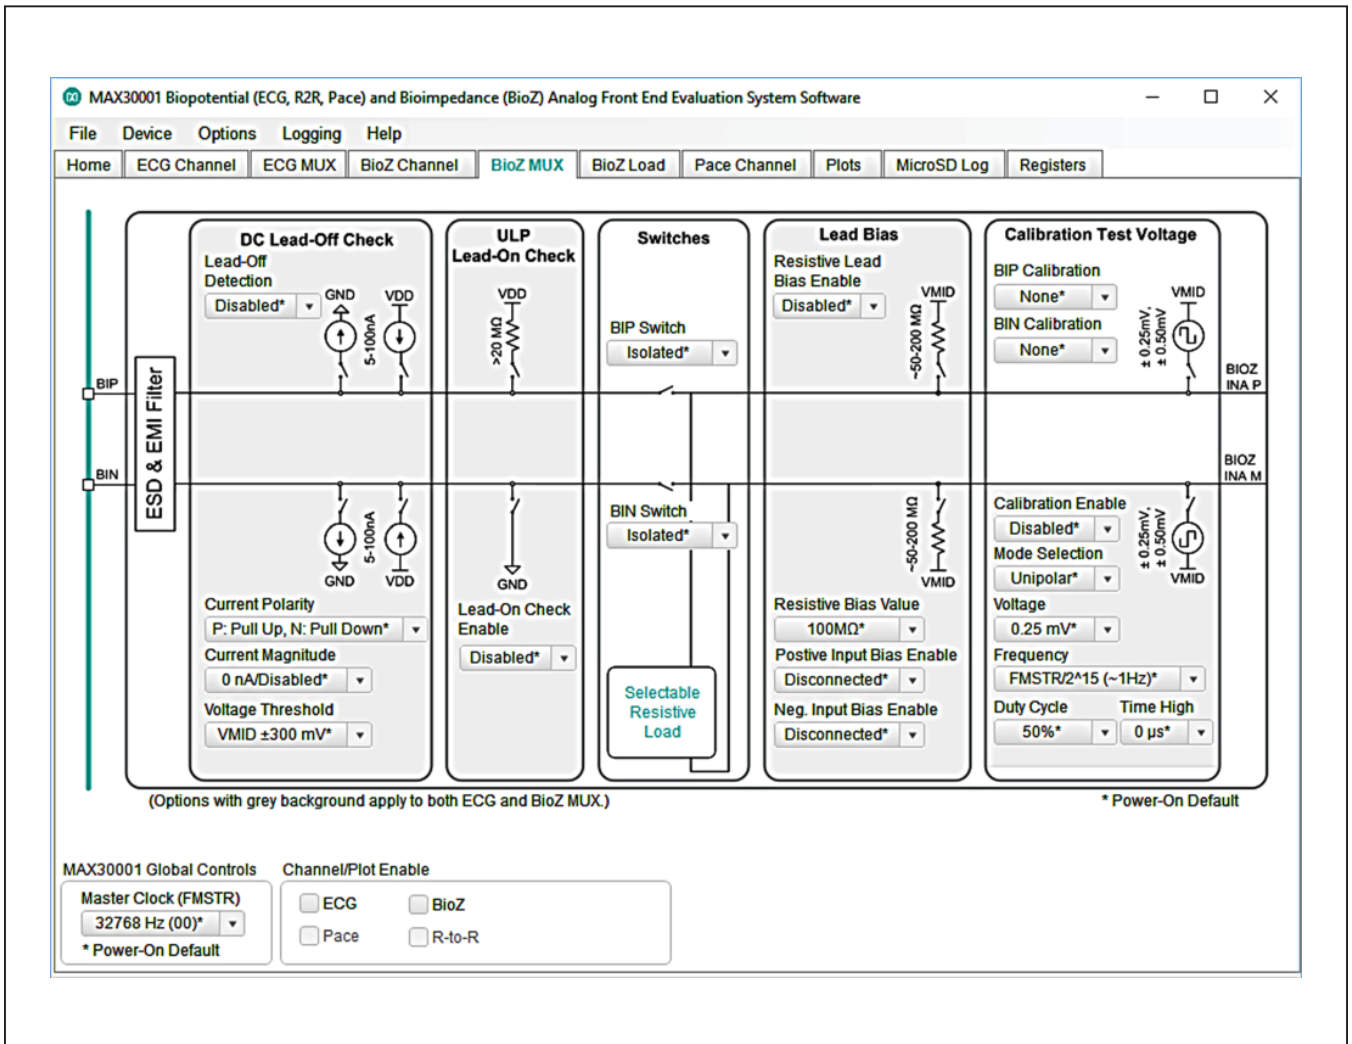 MAX30001 Biopotential (ECG, R2R, Pace) and Bioimpedance (BioZ) Analog Front End Evaluation System Software
File Device Options Logging Help
Home ECG Channel ECG MUX BioZ Channel BioZ MUX BioZ Load Pace Channel Plots MicroSD Log Registers
DC Lead-Off Check
Lead-Off
Detection
Disabled*
GND
VDD
5-100nA
ULP
Lead-On Check
VDD
>20 MΩ
Switches
BIP Switch
Isolated*
Lead Bias
Resistive Lead
Bias Enable
Disabled*
VMID
~50-200 MΩ
Calibration Test Voltage
BIP Calibration
None*
BIN Calibration
None*
VMID
± 0.25mV,
± 0.50mV
BIP
BIN
ESD & EMI Filter
BIOZ
INA P
BIOZ
INA M
5-100nA
GND
VDD
Current Polarity
P: Pull Up, N: Pull Down*
Current Magnitude
0 nA/Disabled*
Voltage Threshold
VMID ±300 mV*
GND
Lead-On Check
Enable
Disabled*
BIN Switch
Isolated*
Selectable
Resistive
Load
~50-200 MΩ
VMID
Resistive Bias Value
100MΩ*
Postive Input Bias Enable
Disconnected*
Neg. Input Bias Enable
Disconnected*
Calibration Enable
Disabled*
Mode Selection
Unipolar*
± 0.25mV,
± 0.50mV
VMID
Voltage
0.25 mV*
Frequency
FMSTR/2^15 (~1Hz)*
Duty Cycle Time High
50%* 0 µs*
(Options with grey background apply to both ECG and BioZ MUX.)
* Power-On Default
MAX30001 Global Controls
Master Clock (FMSTR)
32768 Hz (00)*
* Power-On Default
Channel/Plot Enable
ECG BioZ
Pace R-to-R